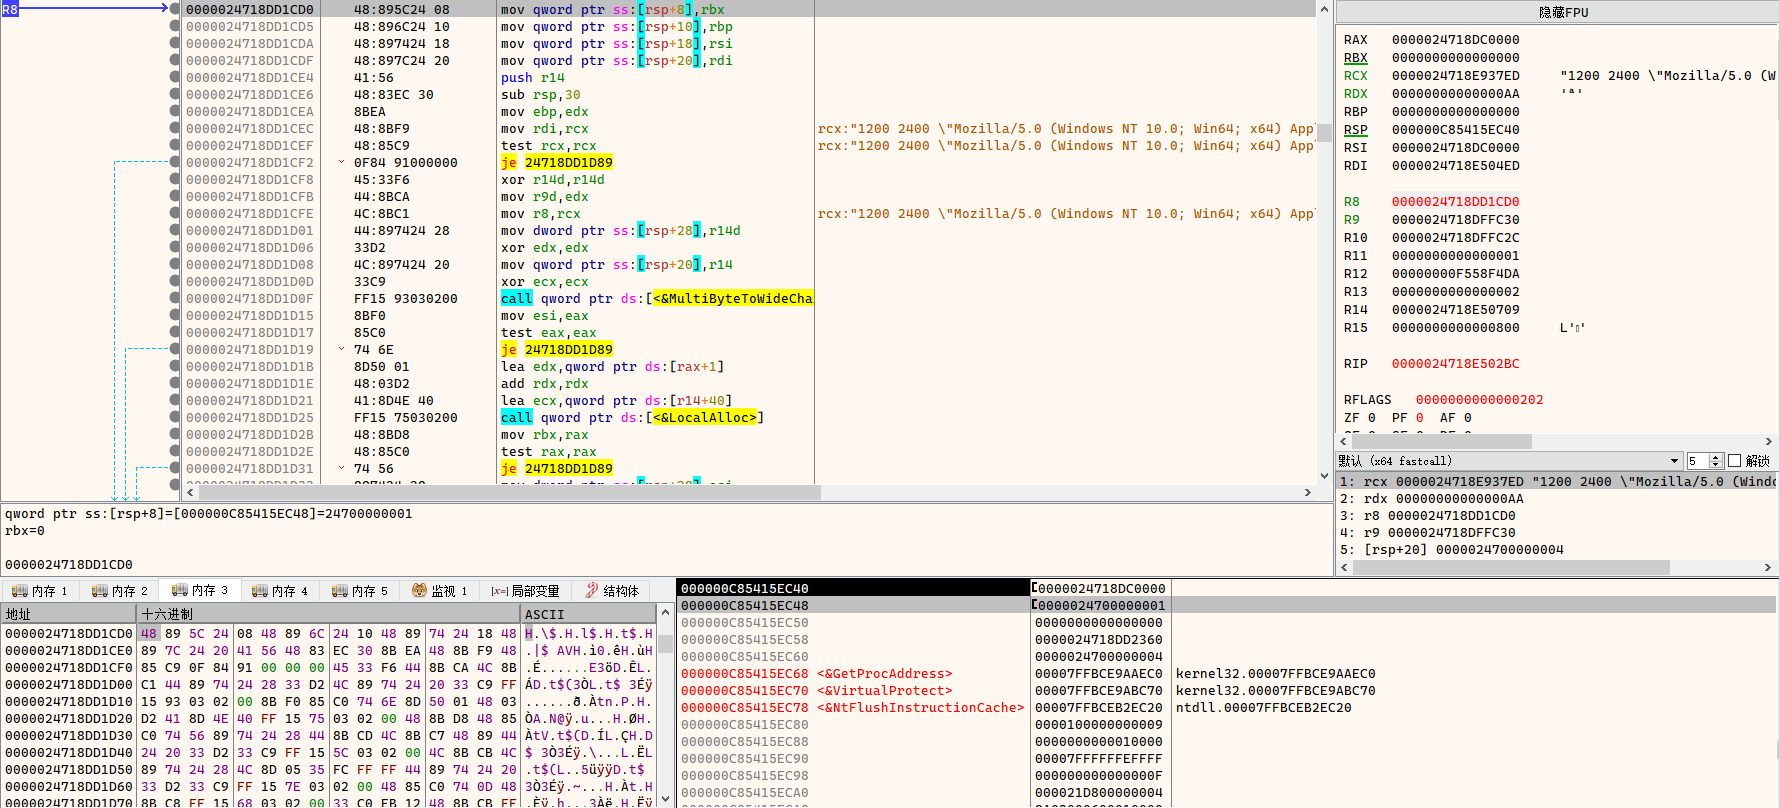 R8
0000024718DD1CD0 48:895C24 08 mov qword ptr ss:[rsp+8],rbx
0000024718DD1CD5 48:896C24 10 mov qword ptr ss:[rsp+10],rbp
0000024718DD1CDA 48:897424 18 mov qword ptr ss:[rsp+18],rsi
0000024718DD1CDF 48:897C24 20 mov qword ptr ss:[rsp+20],rdi
0000024718DD1CE4 41:56 push r14
0000024718DD1CE6 48:83EC 30 sub rsp,30
0000024718DD1CEA 8BEA mov ebp,edx
0000024718DD1CEC 48:8BF9 mov rdi,rcx rcx:"1200 2400 \"Mozilla/5.0 (Windows NT 10.0; Win64; x64) Appl
0000024718DD1CEF 48:85C9 test rcx,rcx rcx:"1200 2400 \"Mozilla/5.0 (Windows NT 10.0; Win64; x64) Appl
0000024718DD1CF2 0F84 91000000 je 24718DD1D89
0000024718DD1CF8 45:33F6 xor r14d,r14d
0000024718DD1CFB 44:8BCA mov r9d,edx
0000024718DD1CFE 4C:8BC1 mov r8,rcx rcx:"1200 2400 \"Mozilla/5.0 (Windows NT 10.0; Win64; x64) Appl
0000024718DD1D01 44:897424 28 mov dword ptr ss:[rsp+28],r14d
0000024718DD1D06 33D2 xor edx,edx
0000024718DD1D08 4C:897424 20 mov qword ptr ss:[rsp+20],r14
0000024718DD1D0D 33C9 xor ecx,ecx
0000024718DD1D0F FF15 93030200 call qword ptr ds:[<&MultiByteToWideCha
0000024718DD1D15 8BF0 mov esi,eax
0000024718DD1D17 85C0 test eax,eax
0000024718DD1D19 74 6E je 24718DD1D89
0000024718DD1D1B 8D50 01 lea edx,qword ptr ds:[rax+1]
0000024718DD1D1E 48:03D2 add rdx,rdx
0000024718DD1D21 41:8D4E 40 lea ecx,qword ptr ds:[r14+40]
0000024718DD1D25 FF15 75030200 call qword ptr ds:[<&LocalAlloc>]
0000024718DD1D2B 48:8BD8 mov rbx,rax
0000024718DD1D2E 48:85C0 test rax,rax
0000024718DD1D31 74 56 je 24718DD1D89
qword ptr ss:[rsp+8]=[000000C85415EC48]=24700000001
rbx=0
0000024718DD1CD0
隐藏FPU
RAX 0000024718DC0000
RBX 0000000000000000
RCX 0000024718E937ED "1200 2400 \"Mozilla/5.0 (W
RDX 00000000000000AA 'ª'
RBP 0000000000000000
RSP 000000C85415EC40
RSI 0000024718DC0000
RDI 0000024718E504ED
R8 0000024718DD1CD0
R9 0000024718DFFC30
R10 0000024718DFFC2C
R11 0000000000000001
R12 00000000F558F4DA
R13 0000000000000002
R14 0000024718E50709
R15 0000000000000800
RIP 0000024718E502BC
RFLAGS 0000000000000202
ZF 0 PF 0 AF 0
默认 (x64 fastcall) 5 解锁
1: rcx 0000024718E937ED "1200 2400 \"Mozilla/5.0 (Windo
2: rdx 00000000000000AA
3: r8 0000024718DD1CD0
4: r9 0000024718DFFC30
5: [rsp+20] 0000024700000004
内存 1 内存 2 内存 3 内存 4 内存 5 监视 1 [x=] 局部变量 结构体
地址 十六进制 ASCII
0000024718DD1CD0 48 89 5C 24 08 48 89 6C 24 10 48 89 74 24 18 48 H.\$.H.l$.H.t$.H
0000024718DD1CE0 89 7C 24 20 41 56 48 83 EC 30 8B EA 48 8B F9 48 .|$ AVH.ì0.êH.ùH
0000024718DD1CF0 85 C9 0F 84 91 00 00 00 45 33 F6 44 8B CA 4C 8B .É......E3öD.ÊL.
0000024718DD1D00 C1 44 89 74 24 28 33 D2 4C 89 74 24 20 33 C9 FF ÁD.t$(3ÒL.t$ 3Éÿ
0000024718DD1D10 15 93 03 02 00 8B F0 85 C0 74 6E 8D 50 01 48 03 ......ð.Àtn.P.H.
0000024718DD1D20 D2 41 8D 4E 40 FF 15 75 03 02 00 48 8B D8 48 85 ÒA.N@ÿ.u...H.ØH.
0000024718DD1D30 C0 74 56 89 74 24 28 44 8B CD 4C 8B C7 48 89 44 ÀtV.t$(D.ÍL.ÇH.D
0000024718DD1D40 24 20 33 D2 33 C9 FF 15 5C 03 02 00 4C 8B CB 4C $ 3Ò3Éÿ.\...L.ËL
0000024718DD1D50 89 74 24 28 4C 8D 05 35 FC FF FF 44 89 74 24 20 .t$(L..5üÿÿD.t$
0000024718DD1D60 33 D2 33 C9 FF 15 7E 03 02 00 48 85 C0 74 0D 48 3Ò3Éÿ.~...H.Àt.H
0000024718DD1D70 8B C8 FF 15 68 03 02 00 33 C0 EB 12 48 8B CB FF .Èÿ.h...3Àë.H.Ëÿ
000000C85415EC40 0000024718DC0000
000000C85415EC48 0000024700000001
000000C85415EC50 0000000000000000
000000C85415EC58 0000024718DD2360
000000C85415EC60 0000024700000004
000000C85415EC68 <&GetProcAddress> 00007FFBCE9AAEC0 kernel32.00007FFBCE9AAEC0
000000C85415EC70 <&VirtualProtect> 00007FFBCE9ABC70 kernel32.00007FFBCE9ABC70
000000C85415EC78 <&NtFlushInstructionCache> 00007FFBCEB2EC20 ntdll.00007FFBCEB2EC20
000000C85415EC80 0000100000000009
000000C85415EC88 0000000000010000
000000C85415EC90 00007FFFFFFEFFFF
000000C85415EC98 000000000000000F
000000C85415ECA0 000021D800000004